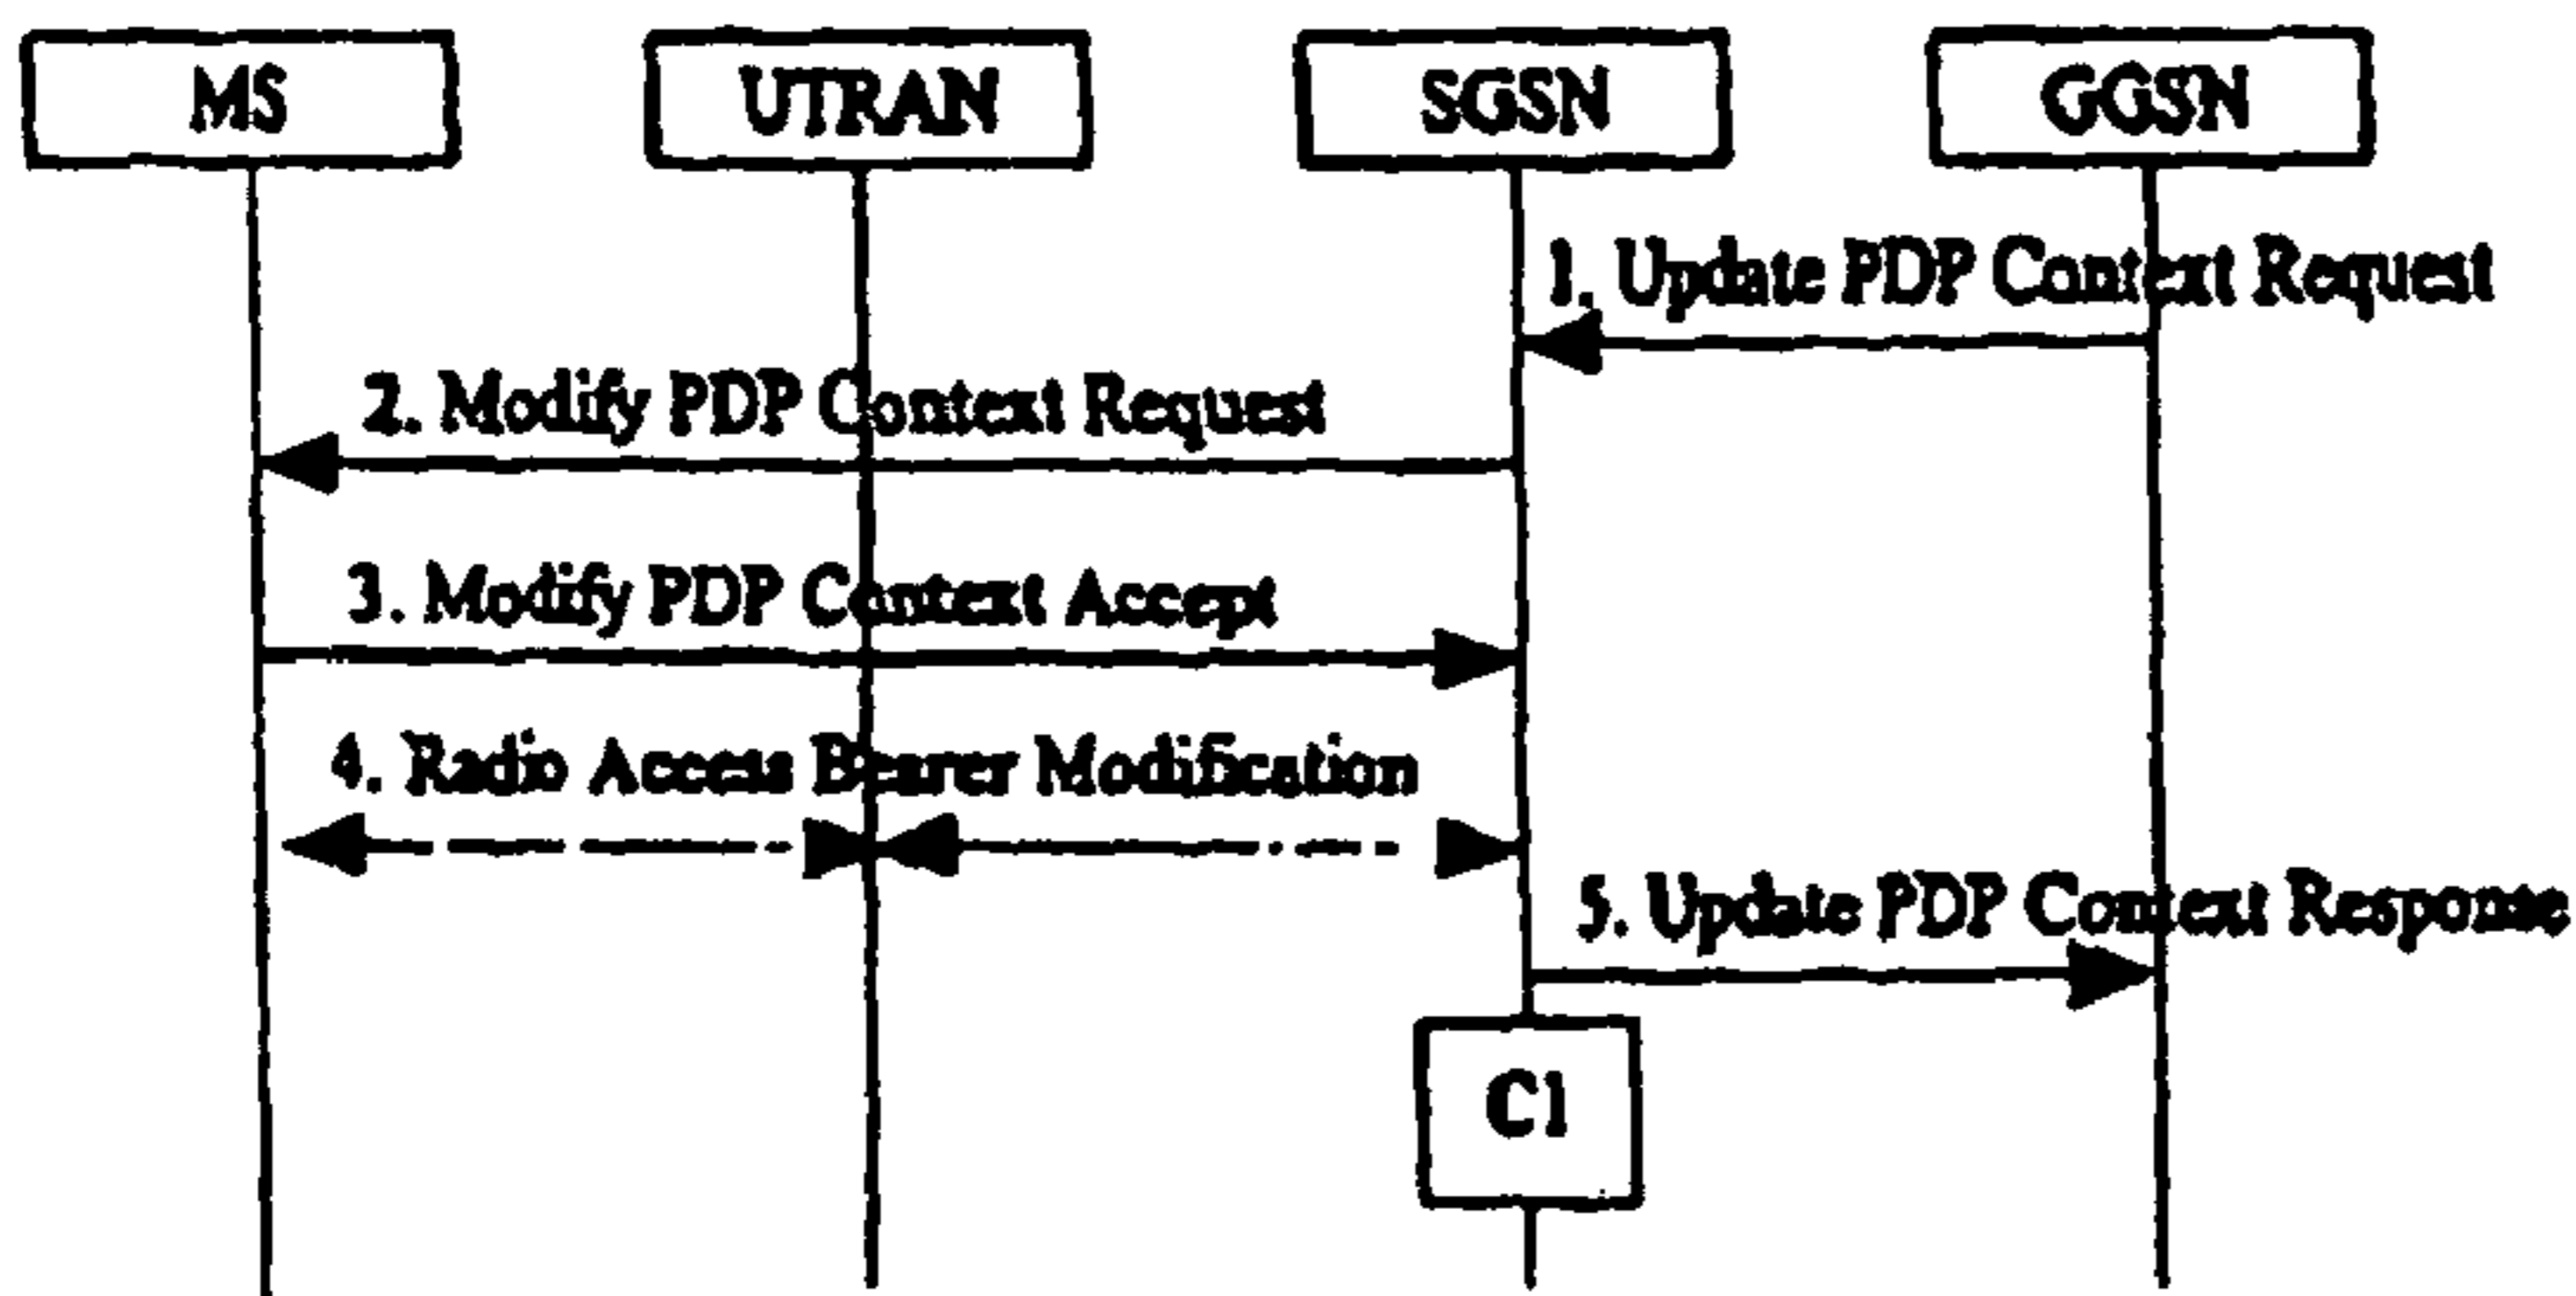 MS
UTRAN
SGSN
GGSN
1. Update PDP Context Request
2. Modify PDP Context Request
3. Modify PDP Context Accept
4. Radio Access Bearer Modification
5. Update PDP Context Response
C1